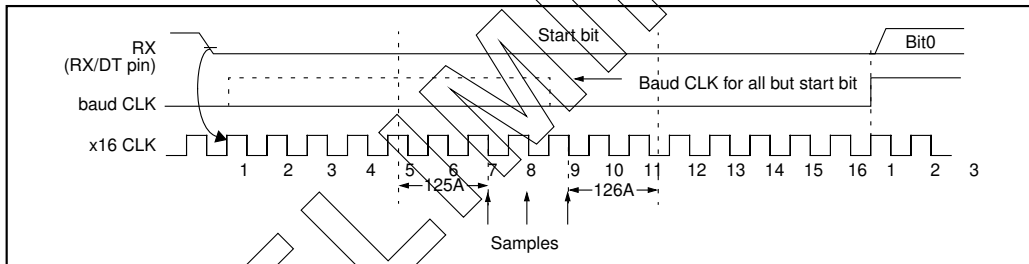 Start bit
RX
(RX/DT pin)
Bit0
Baud CLK for all but start bit
baud CLK
x16 CLK
1 2 3 4 5 6 7 8 9 10 11 12 13 14 15 16 1 2 3
125A
126A
Samples